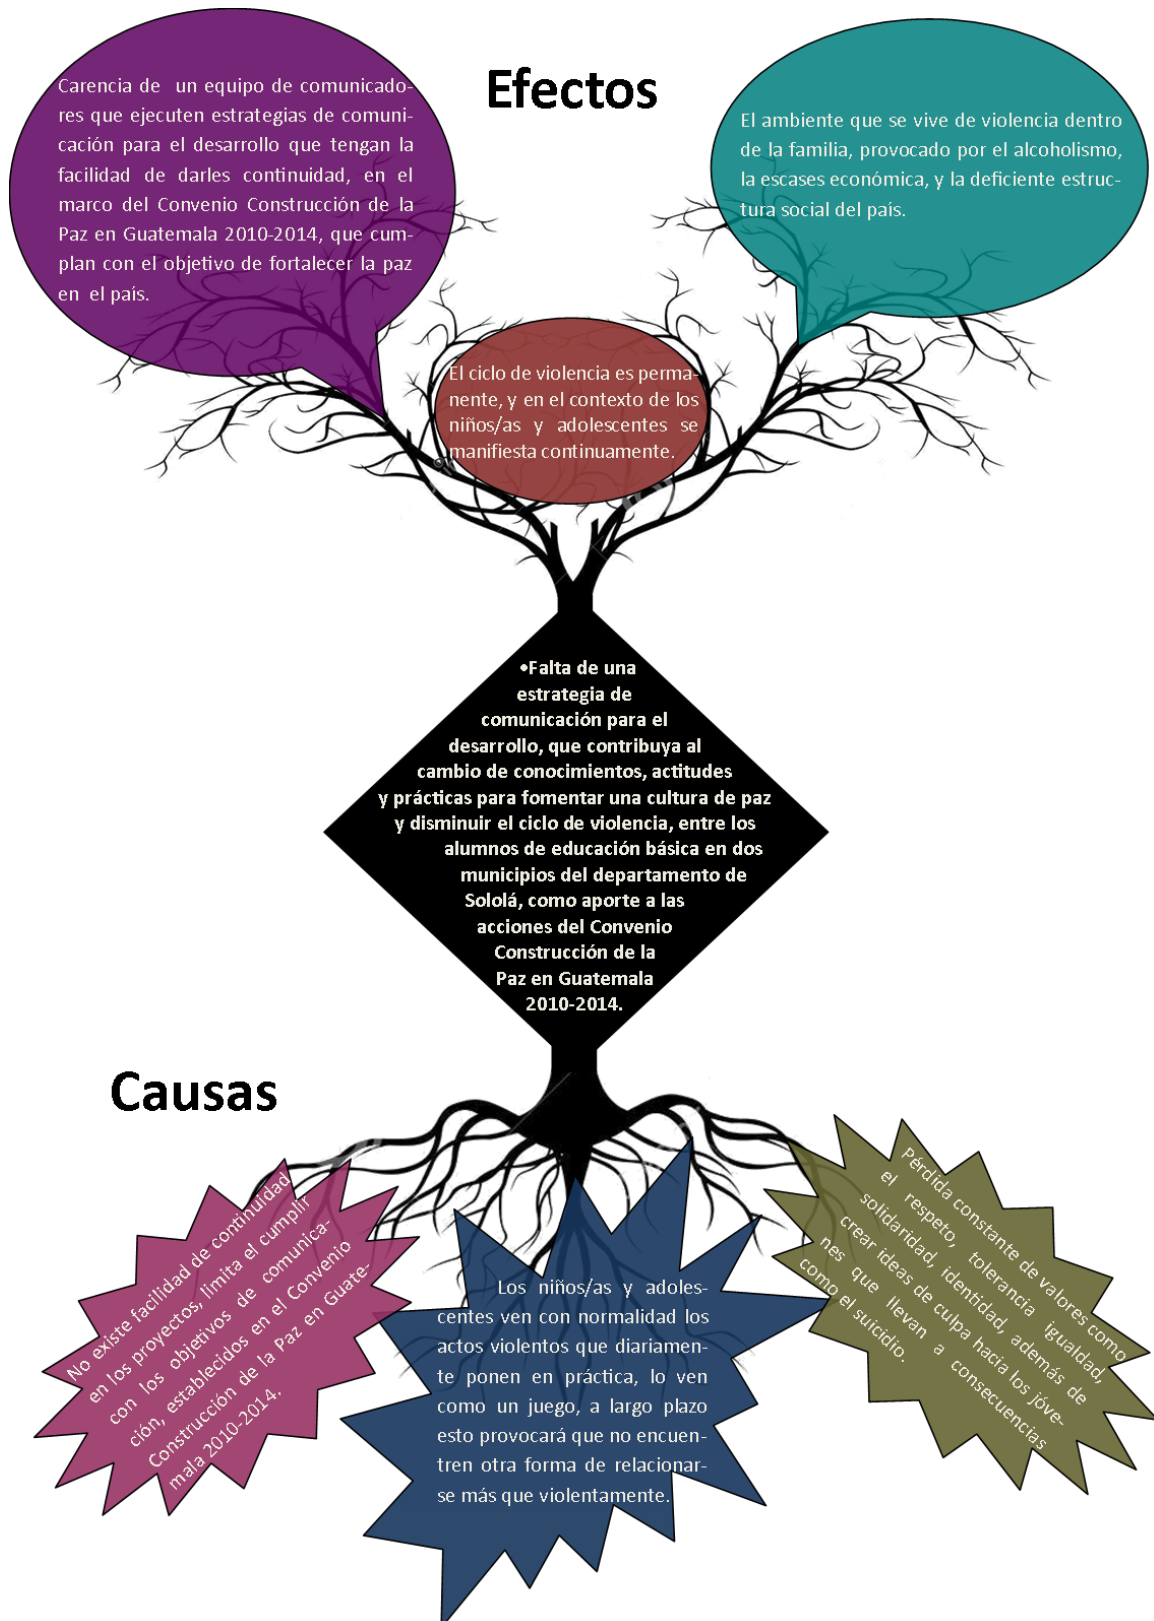 Efectos
Carencia de un equipo de comunicado-
res que ejecuten estrategias de comuni-
cación para el desarrollo que tengan la
facilidad de darles continuidad, en el
marco del Convenio Construcción de la
Paz en Guatemala 2010-2014, que cum-
plan con el objetivo de fortalecer la paz
en el país.
El ambiente que se vive de violencia dentro
de la familia, provocado por el alcoholismo,
la escases económica, y la deficiente estruc-
tura social del país.
El ciclo de violencia es perma-
nente, y en el contexto de los
niños/as y adolescentes se
manifiesta continuamente.
•Falta de una
estrategia de
comunicación para el
desarrollo, que contribuya al
cambio de conocimientos, actitudes
y prácticas para fomentar una cultura de paz
y disminuir el ciclo de violencia, entre los
alumnos de educación básica en dos
municipios del departamento de
Sololá, como aporte a las
acciones del Convenio
Construcción de la
Paz en Guatemala
2010-2014.
Causas
No existe facilidad de continuidad
en los proyectos, limita el cumplir
con los objetivos de comunica-
ción, establecidos en el Convenio
Construcción de la Paz en Guate-
mala 2010-2014.
Los niños/as y adoles-
centes ven con normalidad los
actos violentos que diariamen-
te ponen en práctica, lo ven
como un juego, a largo plazo
esto provocará que no encuen-
tren otra forma de relacionar-
se más que violentamente.
Pérdida constante de valores como
el respeto, tolerancia igualdad,
solidaridad, identidad, además de
crear ideas de culpa hacia los jóve-
nes que llevan a consecuencias
como el suicidio.